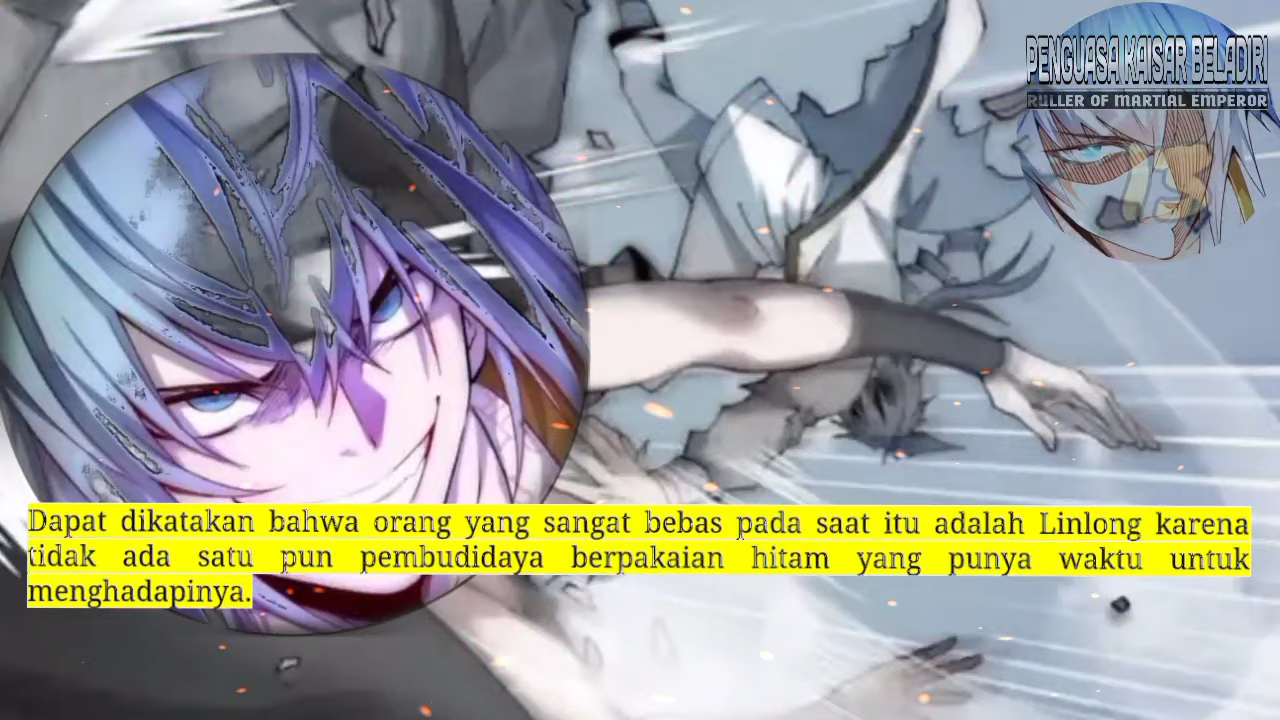 PENGUASA KAISAR BELADIRI
RULLER OF MARTIAL EMPEROR
13
Dapat dikatakan bahwa orang yang sangat bebas pada saat itu adalah Linlong karena
tidak ada satu pun pembudidaya berpakaian hitam yang punya waktu untuk
menghadapinya.